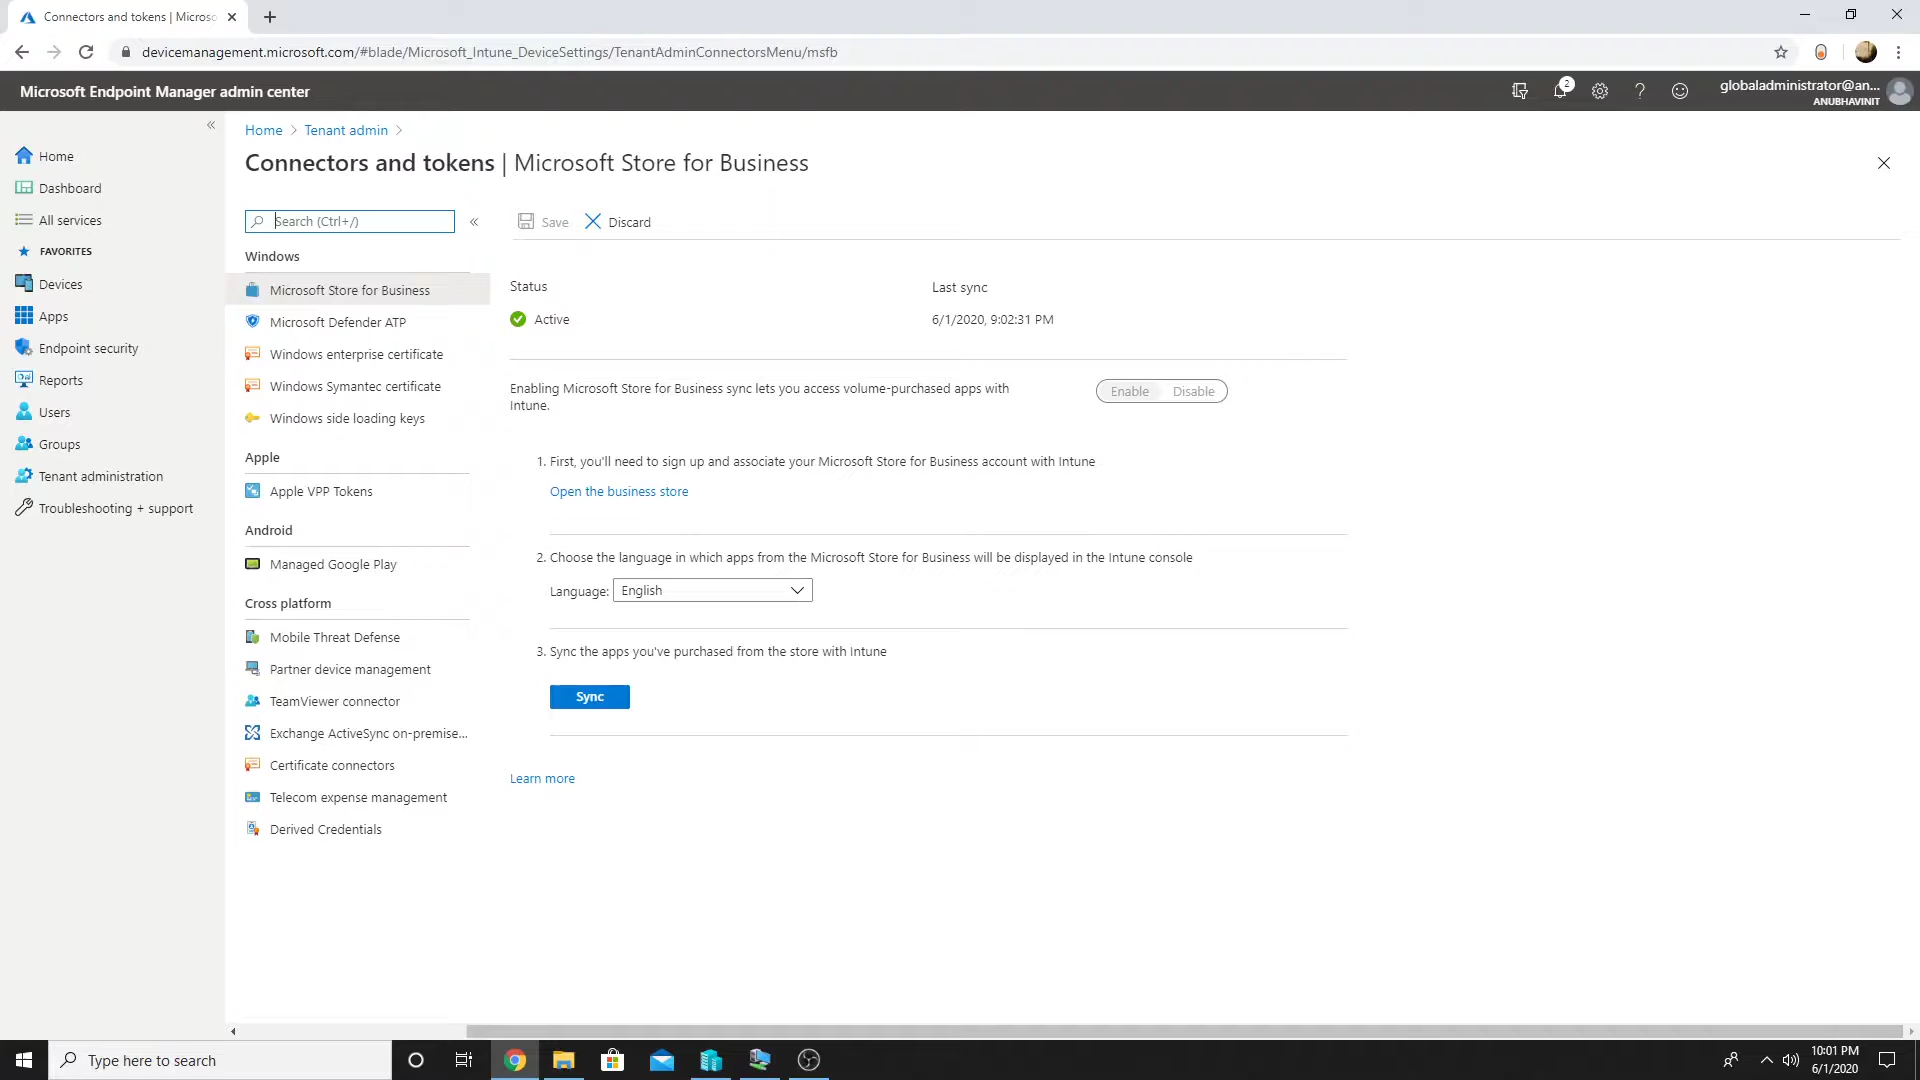 Connectors and tokens | Microso
devicemanagement.microsoft.com/#blade/Microsoft_Intune_DeviceSettings/TenantAdminConnectorsMenu/msfb
Microsoft Endpoint Manager admin center
2
globaladministrator@an...
ANUBHAVINIT
Home
Dashboard
All services
FAVORITES
Devices
Apps
Endpoint security
Reports
Users
Groups
Tenant administration
Troubleshooting + support
Home > Tenant admin >
Connectors and tokens | Microsoft Store for Business
Search (Ctrl+/)
Windows
Microsoft Store for Business
Microsoft Defender ATP
Windows enterprise certificate
Windows Symantec certificate
Windows side loading keys
Apple
Apple VPP Tokens
Android
Managed Google Play
Cross platform
Mobile Threat Defense
Partner device management
TeamViewer connector
Exchange ActiveSync on-premise...
Certificate connectors
Telecom expense management
Derived Credentials
Save
Discard
Status
Last sync
Active
6/1/2020, 9:02:31 PM
Enabling Microsoft Store for Business sync lets you access volume-purchased apps with
Intune.
Enable
Disable
1. First, you'll need to sign up and associate your Microsoft Store for Business account with Intune
Open the business store
2. Choose the language in which apps from the Microsoft Store for Business will be displayed in the Intune console
Language: English
3. Sync the apps you've purchased from the store with Intune
Sync
Learn more
Type here to search
10:01 PM
6/1/2020